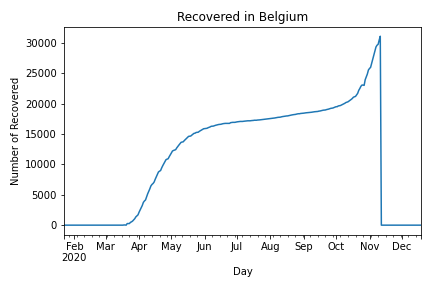 Recovered in Belgium
Number of Recovered
30000
25000
20000
15000
10000
5000
0
Feb Mar Apr May Jun Jul Aug Sep Oct Nov Dec
2020
Day